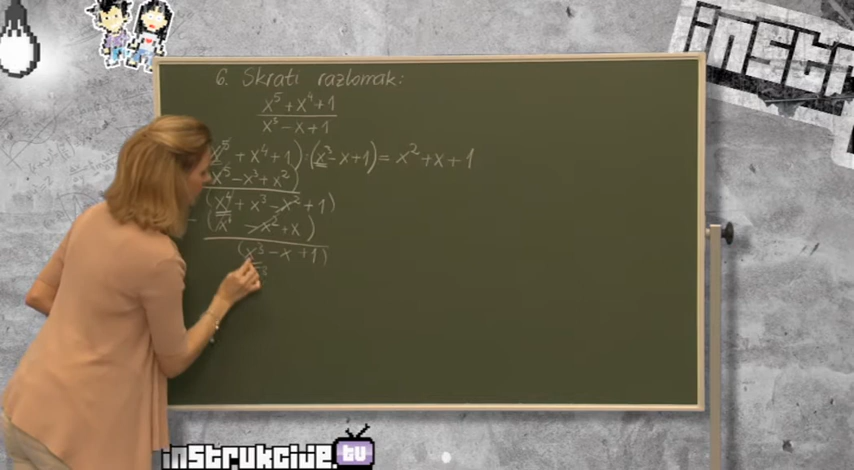 6. Skrati razlomak:
x⁵ + x⁴ + 1
x³ − x + 1
x⁵ + x⁴ + 1) : (x³ − x + 1) = x² + x + 1
x⁵ − x³ + x²)
(x⁴ + x³ − x² + 1)
− (x⁴ − x² + x)
(x³ − x + 1)
instrukcije.tv